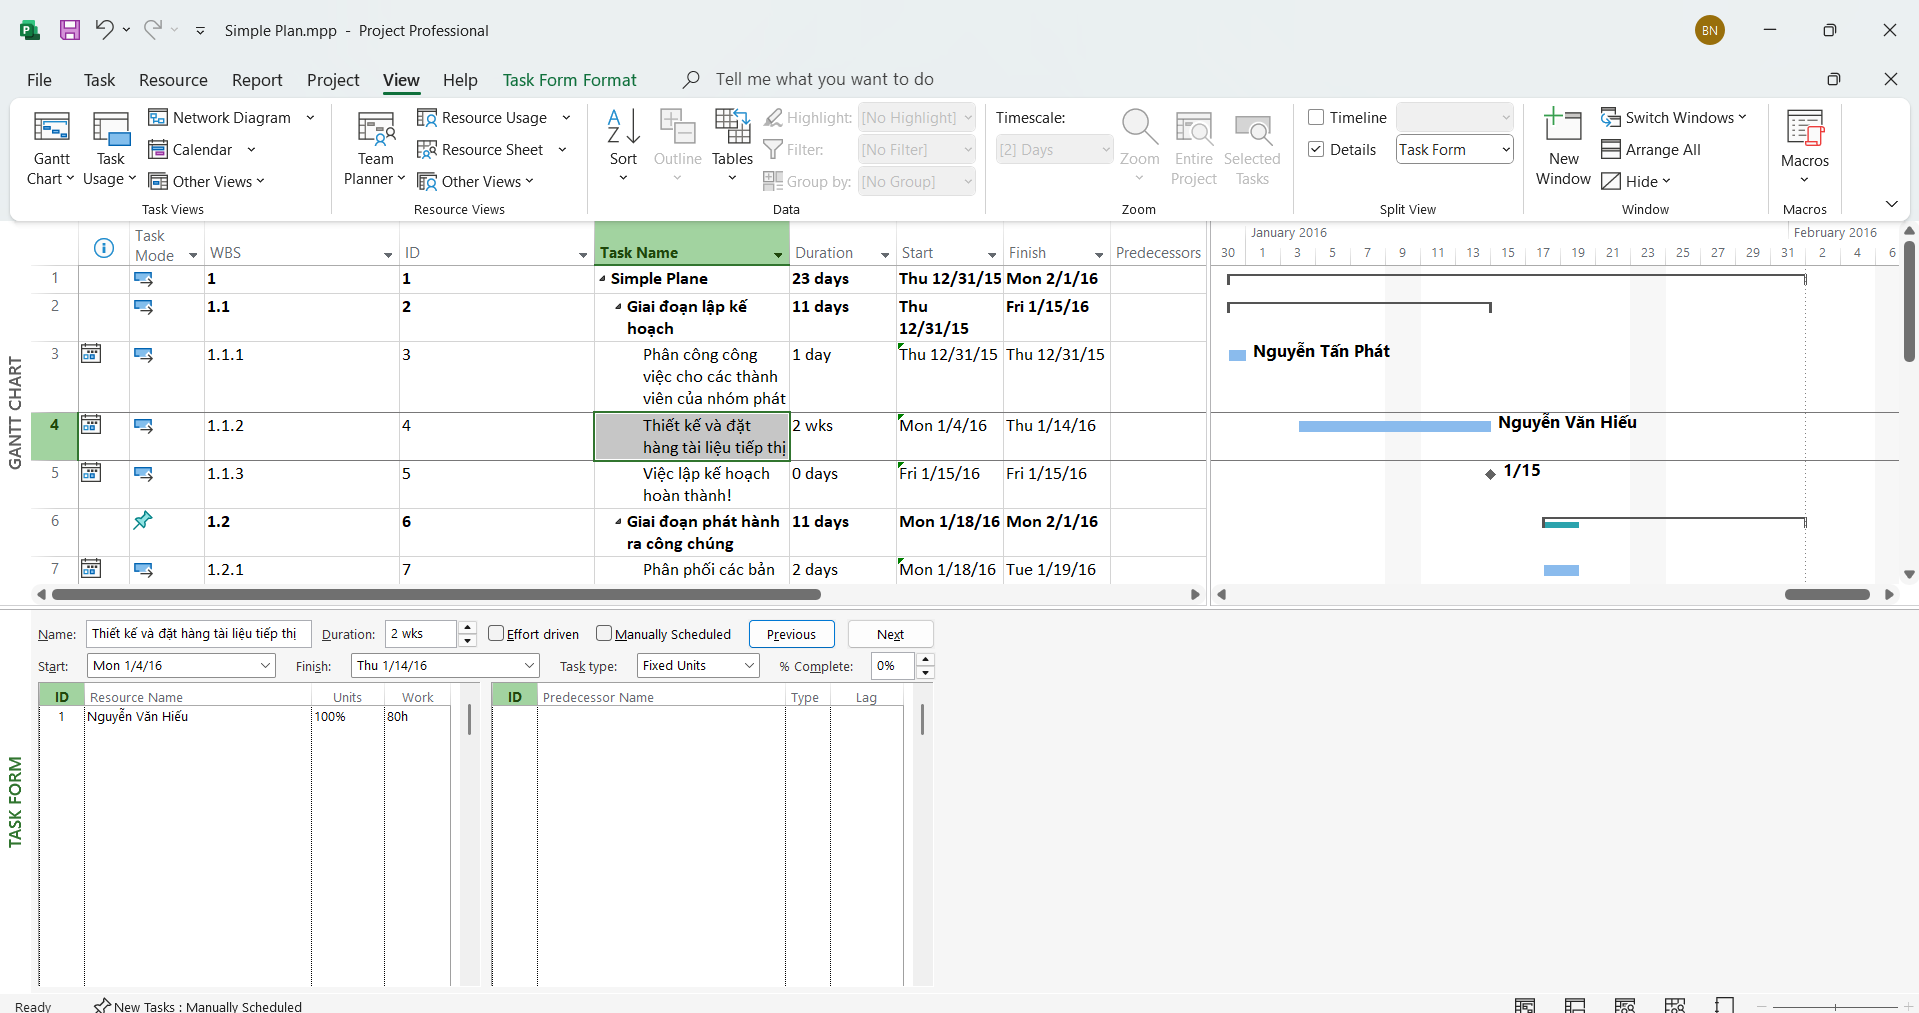 Simple Plan.mpp - Project Professional
BN
File Task Resource Report Project View Help Task Form Format Tell me what you want to do
Gantt Chart
Task Usage
Network Diagram
Calendar
Other Views
Task Views
Team Planner
Resource Usage
Resource Sheet
Other Views
Resource Views
Sort
Outline
Tables
Highlight: [No Highlight]
Filter: [No Filter]
Group by: [No Group]
Data
Timescale:
[2] Days
Zoom
Entire Project
Selected Tasks
Zoom
Timeline
Details Task Form
Split View
New Window
Switch Windows
Arrange All
Hide
Window
Macros
Macros
GANTT CHART
Task Mode WBS ID Task Name Duration Start Finish Predecessors
January 2016 February 2016
30 1 3 5 7 9 11 13 15 17 19 21 23 25 27 29 31 2 4 6
1 1 1 Simple Plane 23 days Thu 12/31/15 Mon 2/1/16
2 1.1 2 Giai đoạn lập kế 11 days Thu Fri 1/15/16
hoạch 12/31/15
3 1.1.1 3 Phân công công 1 day Thu 12/31/15 Thu 12/31/15 Nguyễn Tấn Phát
việc cho các thành
viên của nhóm phát
4 1.1.2 4 Thiết kế và đặt 2 wks Mon 1/4/16 Thu 1/14/16 Nguyễn Văn Hiếu
hàng tài liệu tiếp thị
5 1.1.3 5 Việc lập kế hoạch 0 days Fri 1/15/16 Fri 1/15/16 1/15
hoàn thành!
6 1.2 6 Giai đoạn phát hành 11 days Mon 1/18/16 Mon 2/1/16
ra công chúng
7 1.2.1 7 Phân phối các bản 2 days Mon 1/18/16 Tue 1/19/16
TASK FORM
Name: Thiết kế và đặt hàng tài liệu tiếp thị Duration: 2 wks Effort driven Manually Scheduled Previous Next
Start: Mon 1/4/16 Finish: Thu 1/14/16 Task type: Fixed Units % Complete: 0%
ID Resource Name Units Work ID Predecessor Name Type Lag
1 Nguyễn Văn Hiếu 100% 80h
Ready New Tasks : Manually Scheduled